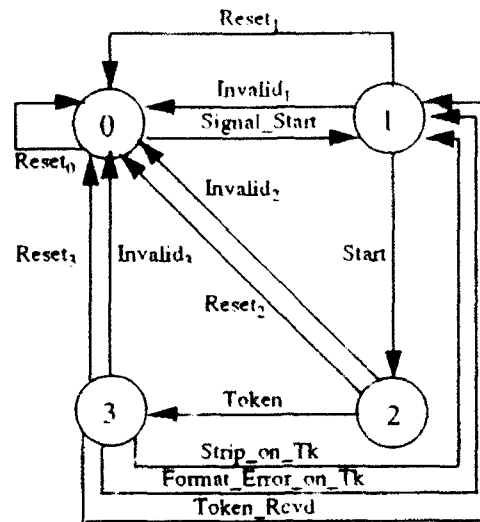 Reset₁
Invalid₁
0
1
Signal_Start
Reset₀
Invalid₂
Reset₃
Invalid₃
Start
Reset₂
3
Token
2
Strip_on_Tk
Format_Error_on_Tk
Token_Rcvd